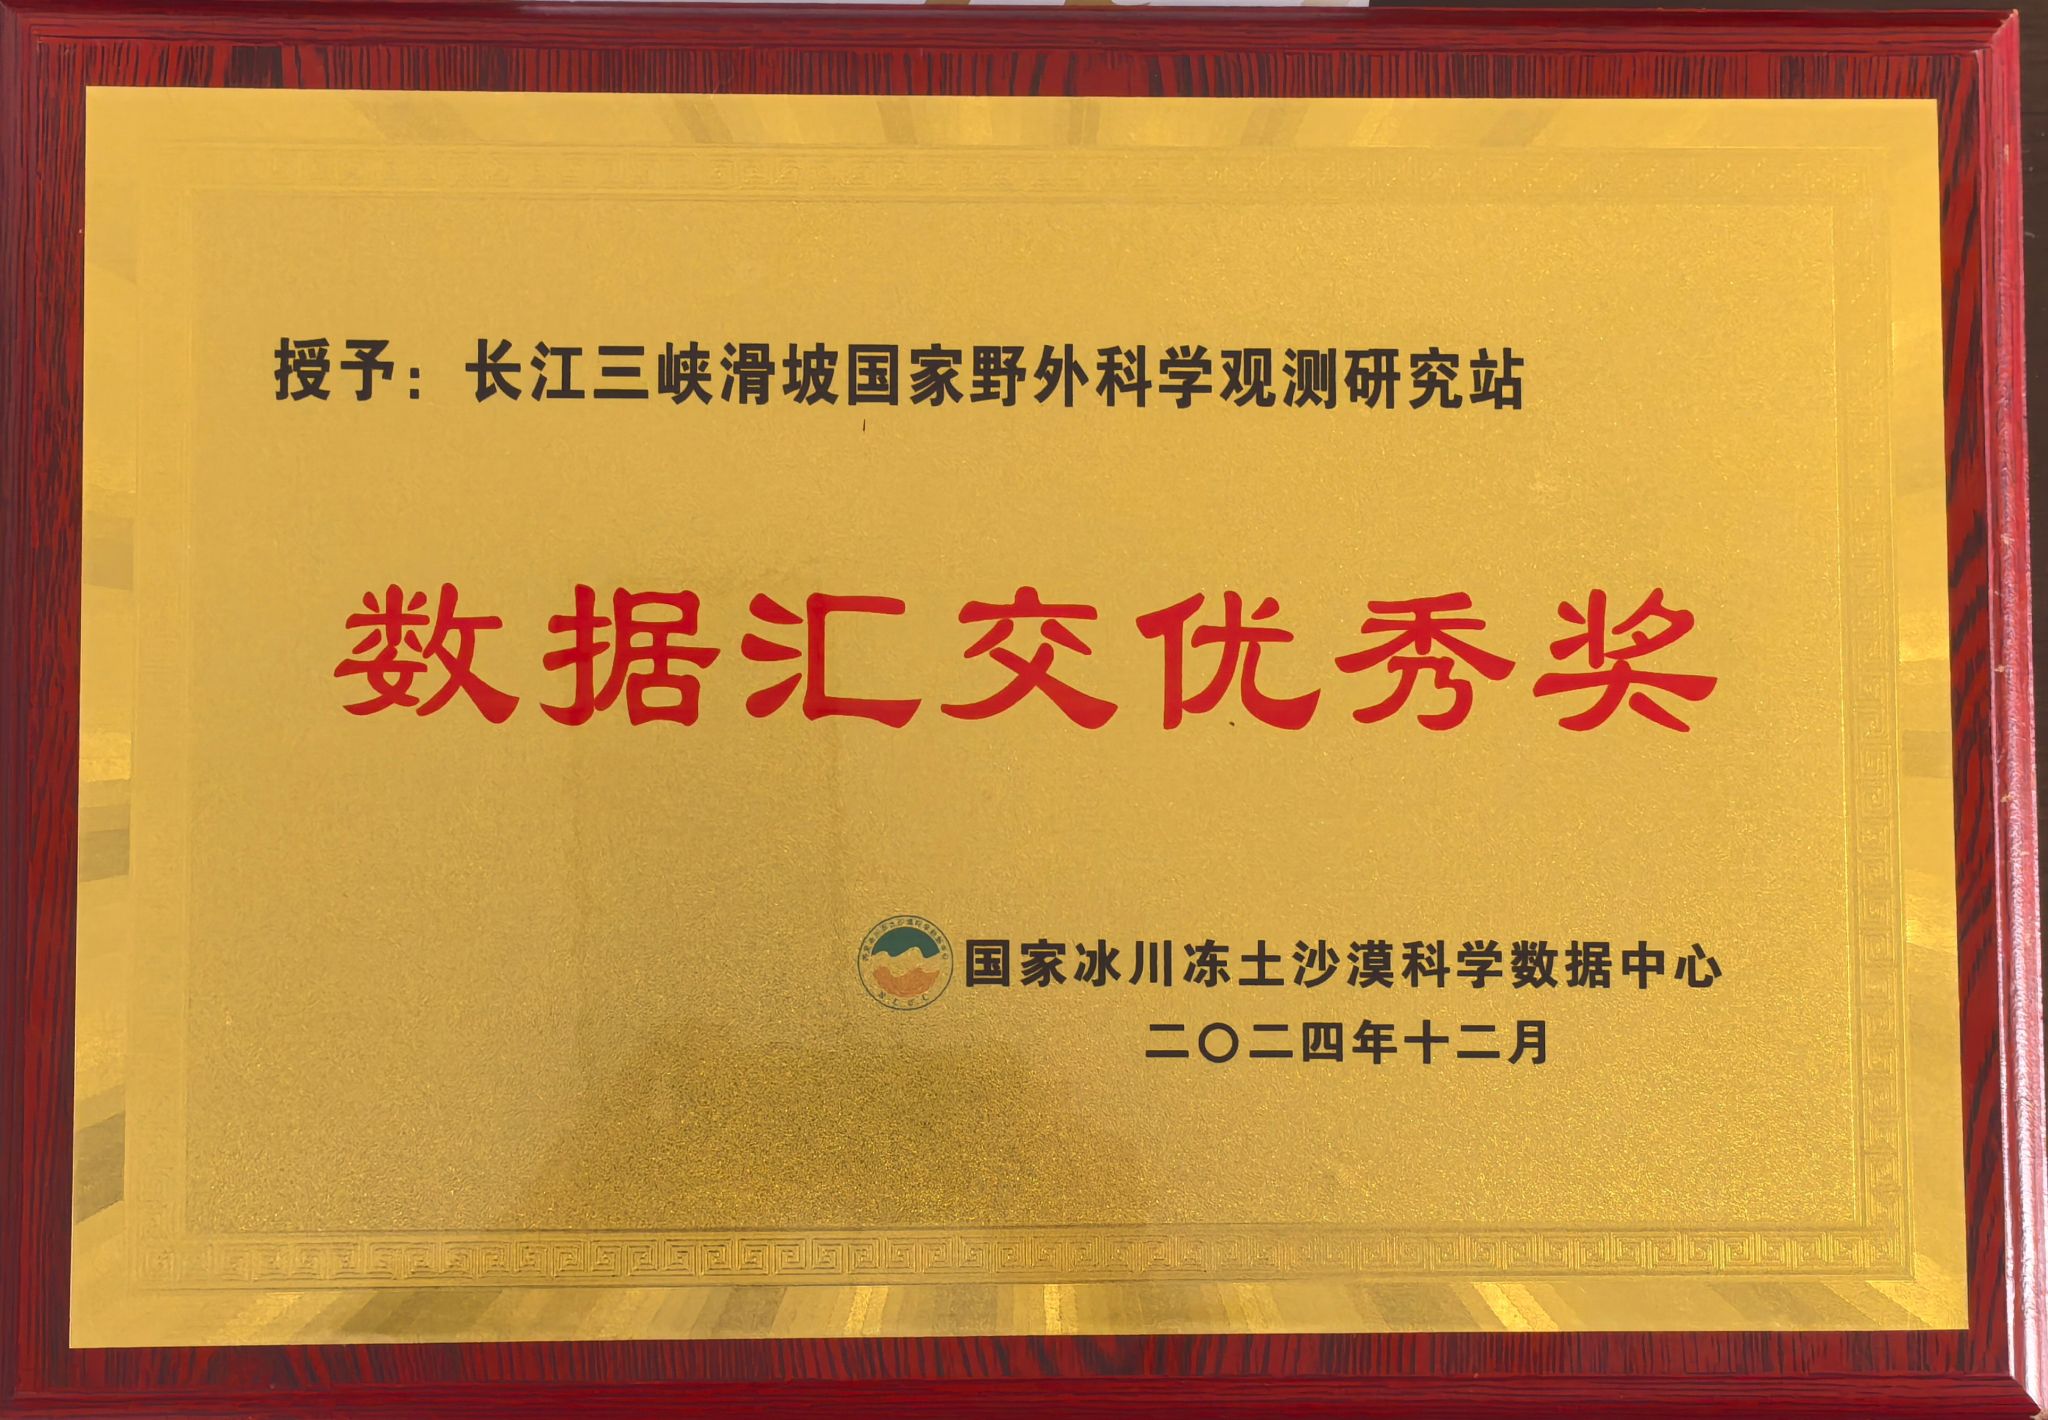 授予：长江三峡滑坡国家野外科学观测研究站
数据汇交优秀奖
国家冰川冻土沙漠科学数据中心
二〇二四年十二月